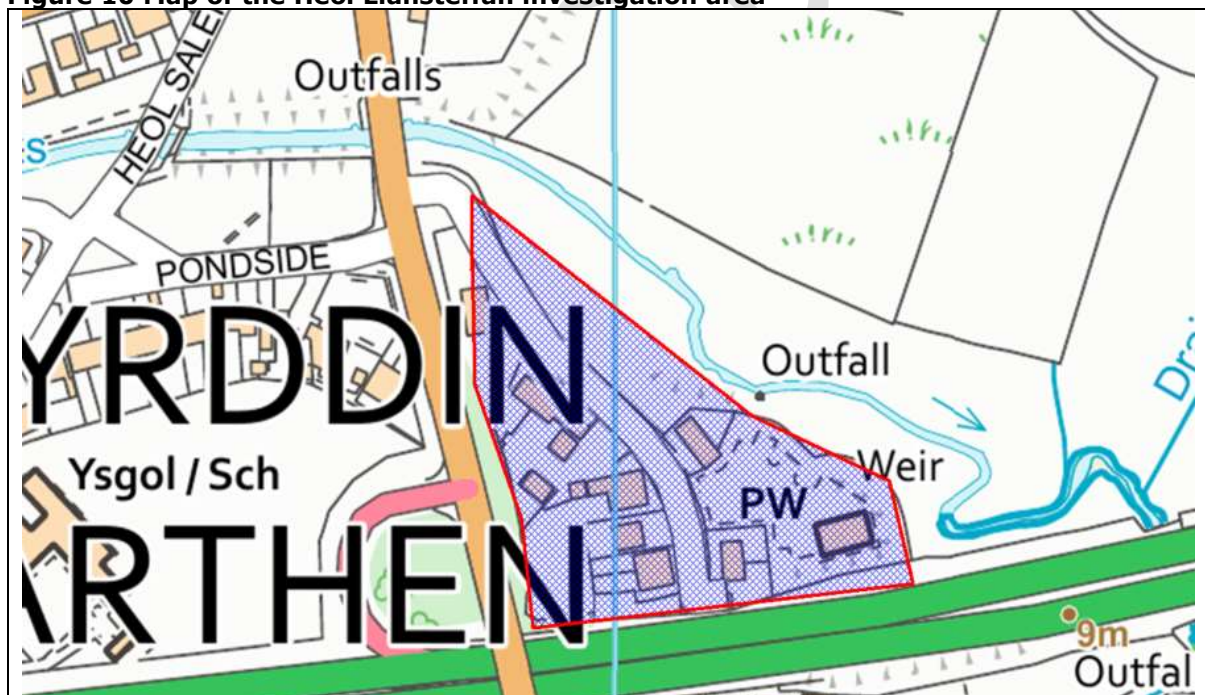 Figure 10 Map of the Heol Llansteffan investigation area
Outfalls
HEOL SALE
S
PONDSIDE
YRDDIN
Outfall
Dra
Weir
Ysgol / Sch
PW
ARTHEN
9m
Outfal